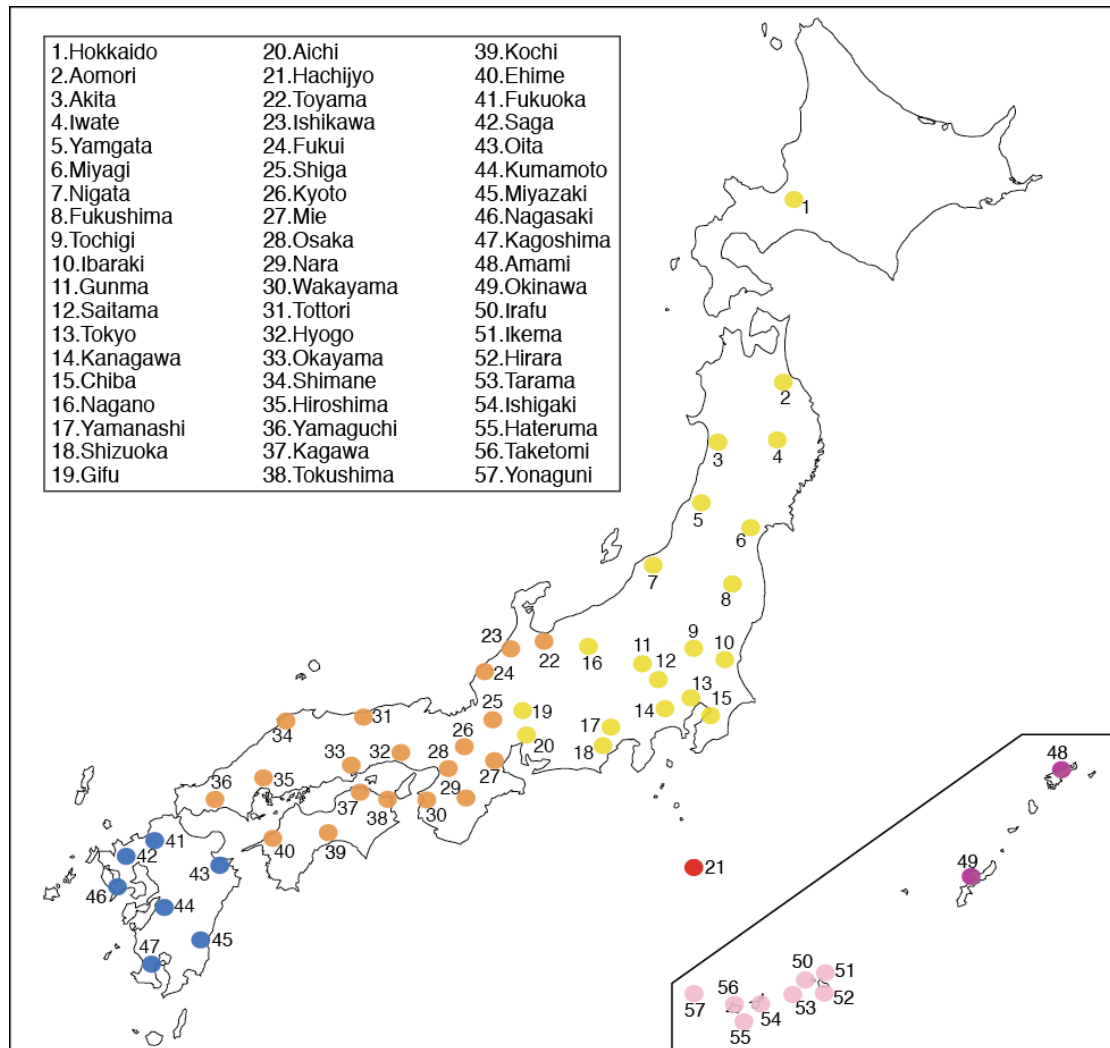 1.Hokkaido
2.Aomori
3.Akita
4.Iwate
5.Yamgata
6.Miyagi
7.Nigata
8.Fukushima
9.Tochigi
10.Ibaraki
11.Gunma
12.Saitama
13.Tokyo
14.Kanagawa
15.Chiba
16.Nagano
17.Yamanashi
18.Shizuoka
19.Gifu
20.Aichi
21.Hachijyo
22.Toyama
23.Ishikawa
24.Fukui
25.Shiga
26.Kyoto
27.Mie
28.Osaka
29.Nara
30.Wakayama
31.Tottori
32.Hyogo
33.Okayama
34.Shimane
35.Hiroshima
36.Yamaguchi
37.Kagawa
38.Tokushima
39.Kochi
40.Ehime
41.Fukuoka
42.Saga
43.Oita
44.Kumamoto
45.Miyazaki
46.Nagasaki
47.Kagoshima
48.Amami
49.Okinawa
50.Irafu
51.Ikema
52.Hirara
53.Tarama
54.Ishigaki
55.Hateruma
56.Taketomi
57.Yonaguni
1
2
3
4
5
6
7
8
9
10
11
12
13
14
15
16
17
18
19
20
21
22
23
24
25
26
27
28
29
30
31
32
33
34
35
36
37
38
39
40
41
42
43
44
45
46
47
48
49
50
51
52
53
54
55
56
57